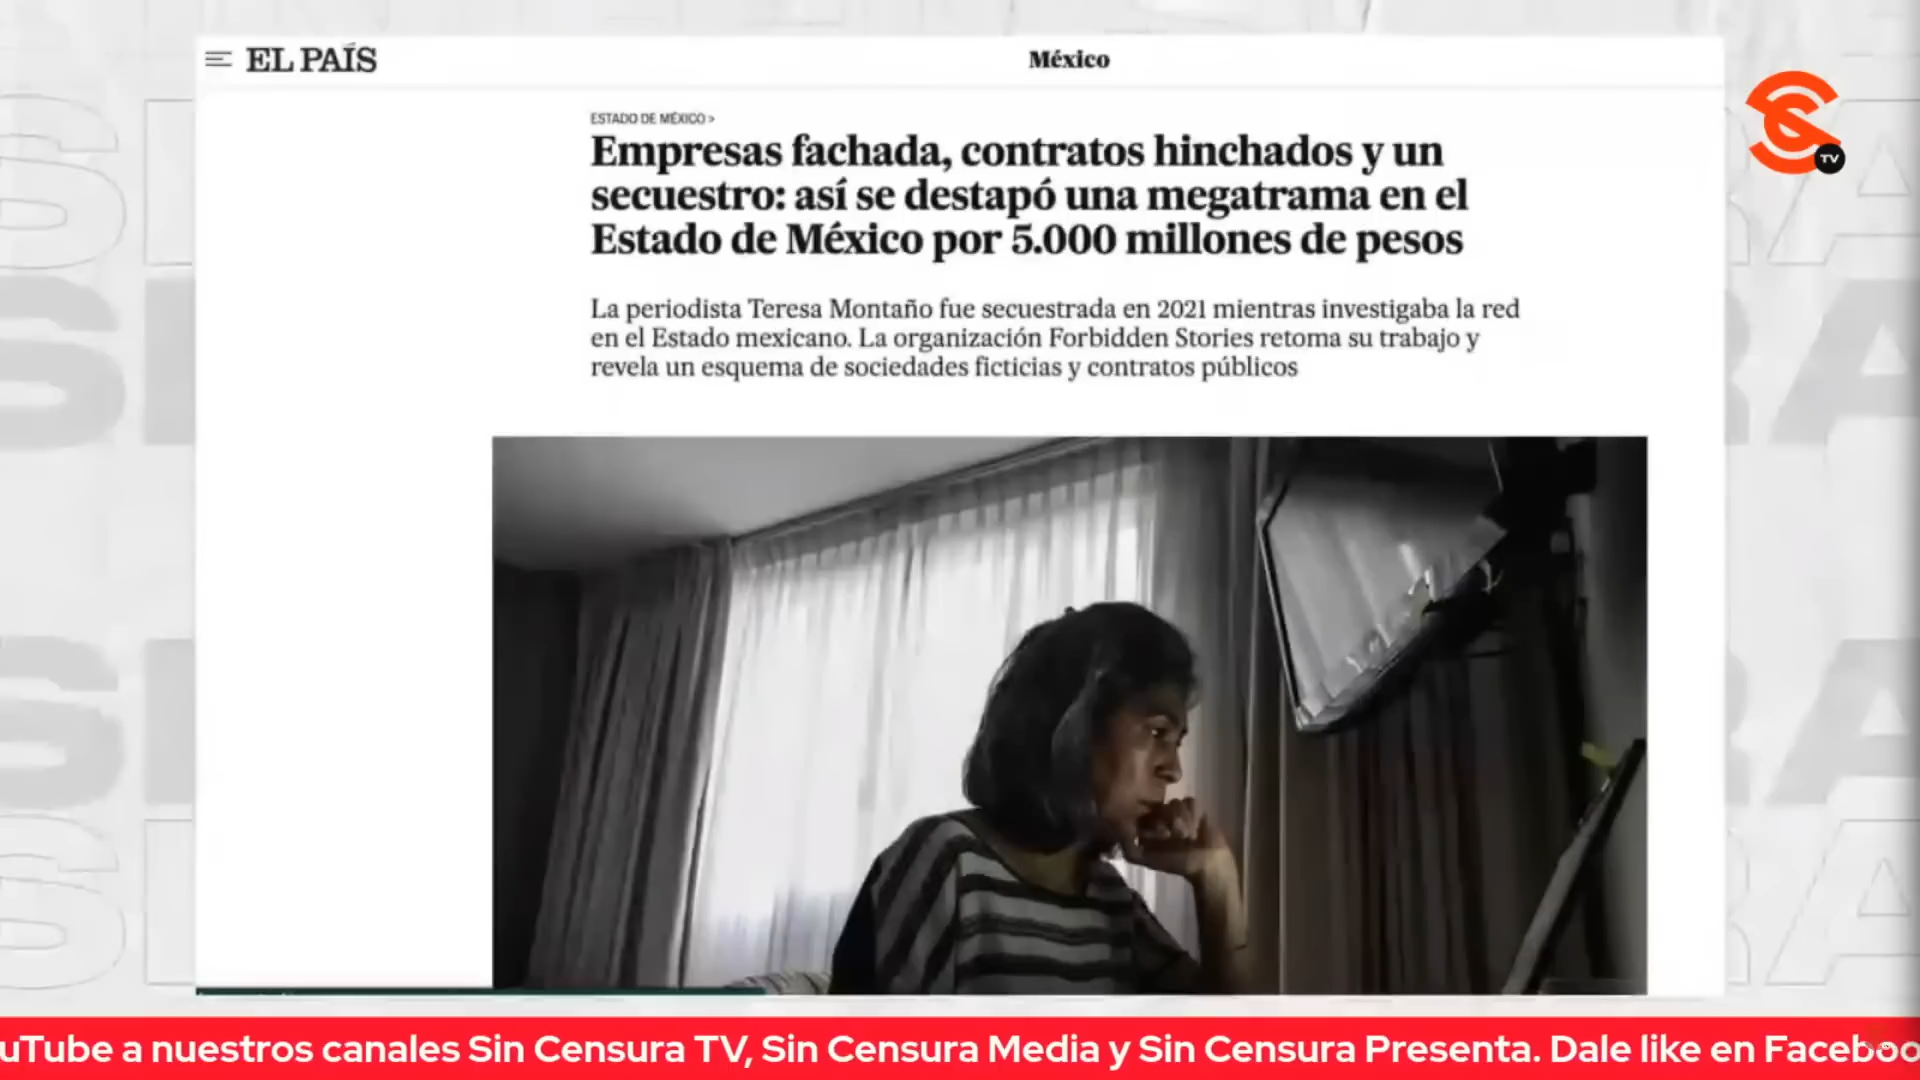 EL PAÍS
México
TV
ESTADO DE MÉXICO >
Empresas fachada, contratos hinchados y un
secuestro: así se destapó una megatrama en el
Estado de México por 5.000 millones de pesos
La periodista Teresa Montaño fue secuestrada en 2021 mientras investigaba la red
en el Estado mexicano. La organización Forbidden Stories retoma su trabajo y
revela un esquema de sociedades ficticias y contratos públicos
uTube a nuestros canales Sin Censura TV, Sin Censura Media y Sin Censura Presenta. Dale like en Faceboo